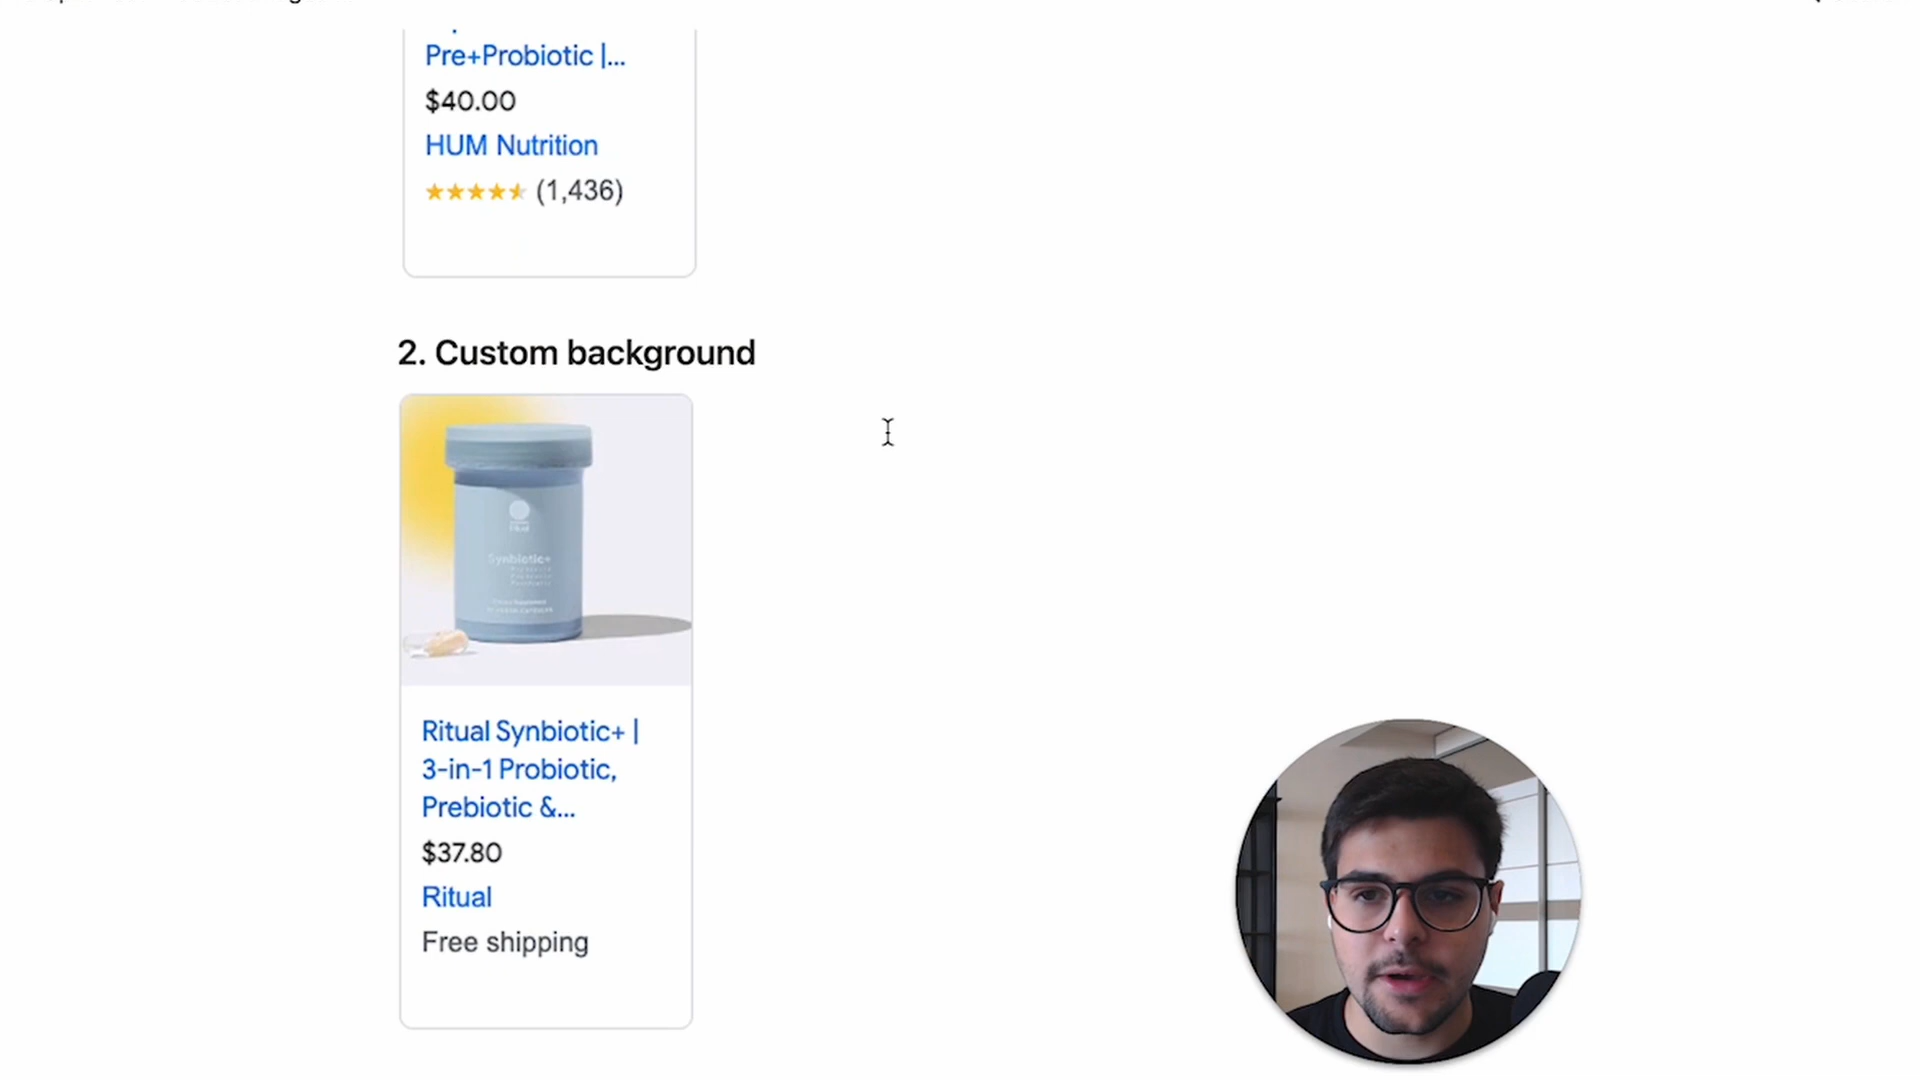 Pre+Probiotic |...
$40.00
HUM Nutrition
(1,436)
2. Custom background
Ritual
Synbiotic+
Ritual Synbiotic+ |
3-in-1 Probiotic,
Prebiotic &...
$37.80
Ritual
Free shipping